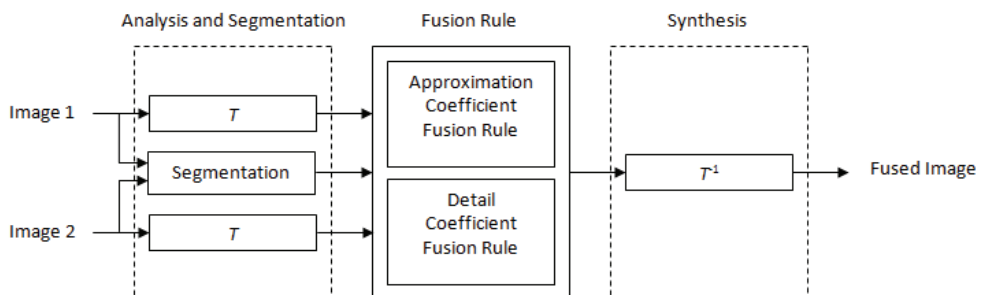 Analysis and Segmentation
Fusion Rule
Synthesis
Image 1
T
Segmentation
Image 2
T
Approximation
Coefficient
Fusion Rule
Detail
Coefficient
Fusion Rule
T-1
Fused Image